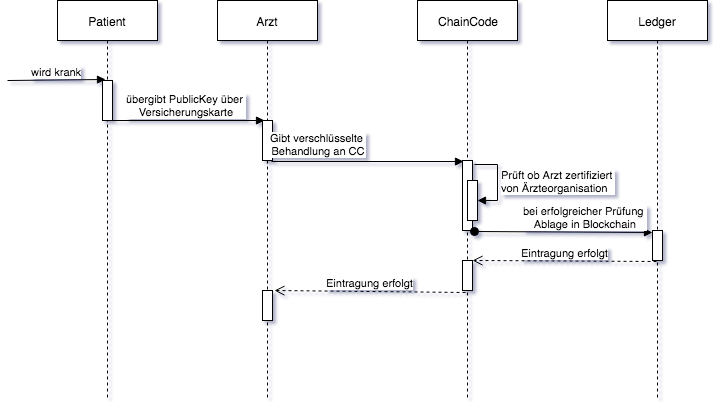 Patient
Arzt
ChainCode
Ledger
wird krank
übergibt PublicKey über
Versicherungskarte
Gibt verschlüsselte
Behandlung an CC
Prüft ob Arzt zertifiziert
von Ärzteorganisation
bei erfolgreicher Prüfung
Ablage in Blockchain
Eintragung erfolgt
Eintragung erfolgt